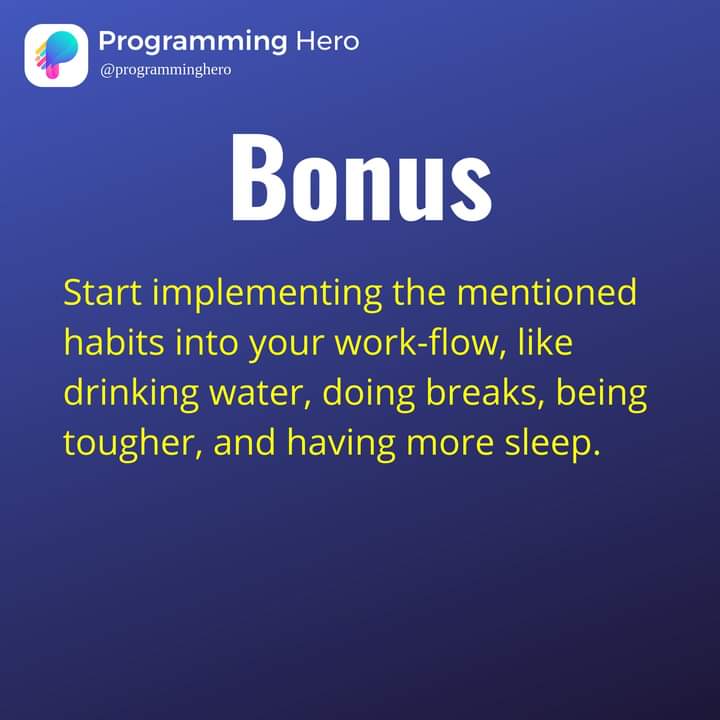 Programming Hero
@programminghero
Bonus
Start implementing the mentioned
habits into your work-flow, like
drinking water, doing breaks, being
tougher, and having more sleep.